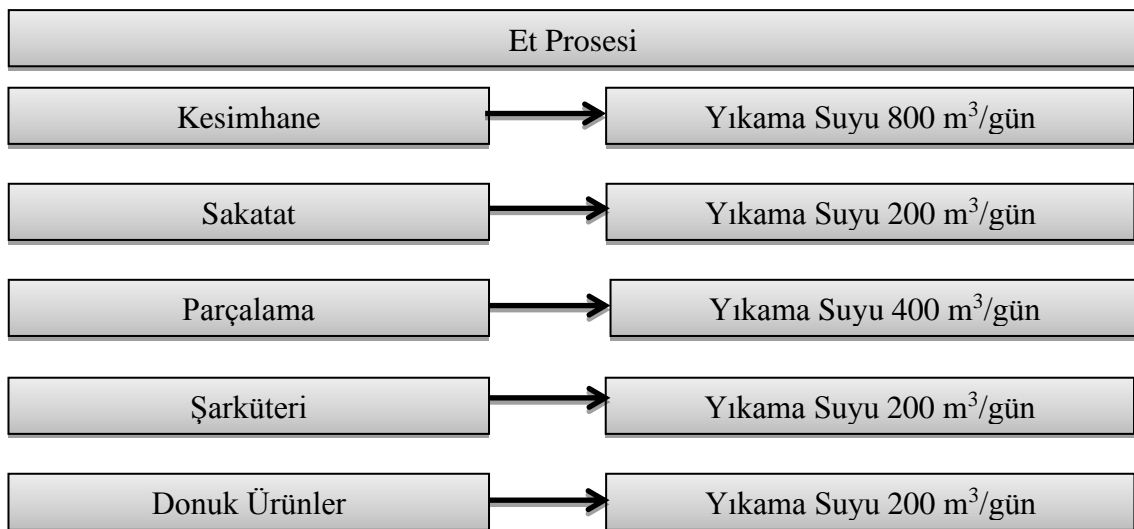 Et Prosesi
Kesimhane
Yıkama Suyu 800 m³/gün
Sakatat
Yıkama Suyu 200 m³/gün
Parçalama
Yıkama Suyu 400 m³/gün
Şarküteri
Yıkama Suyu 200 m³/gün
Donuk Ürünler
Yıkama Suyu 200 m³/gün